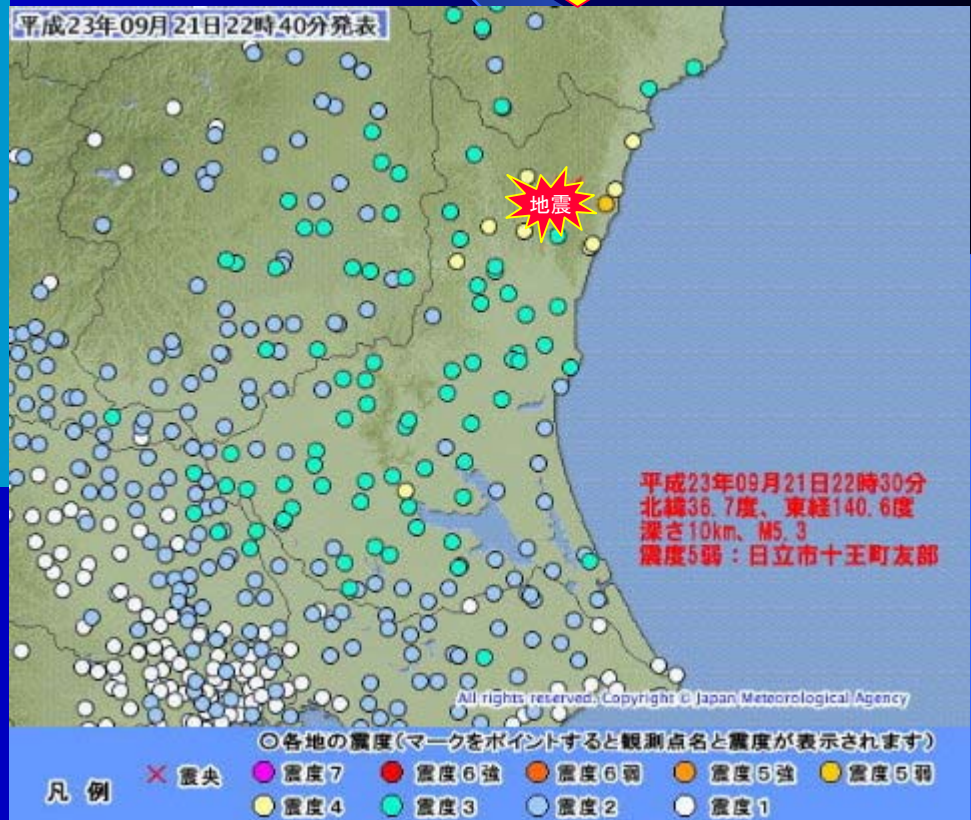 平成23年09月21日22時40分発表
地震
平成23年09月21日22時30分
北緯36.7度、東経140.6度
深さ10km、M5.3
震度5弱：日立市十王町友部
All rights reserved. Copyright © Japan Meteorological Agency
○各地の震度(マークをポイントすると観測点名と震度が表示されます)
凡 例
× 震央 震度7 震度6強 震度6弱 震度5強 震度5弱
震度4 震度3 震度2 震度1